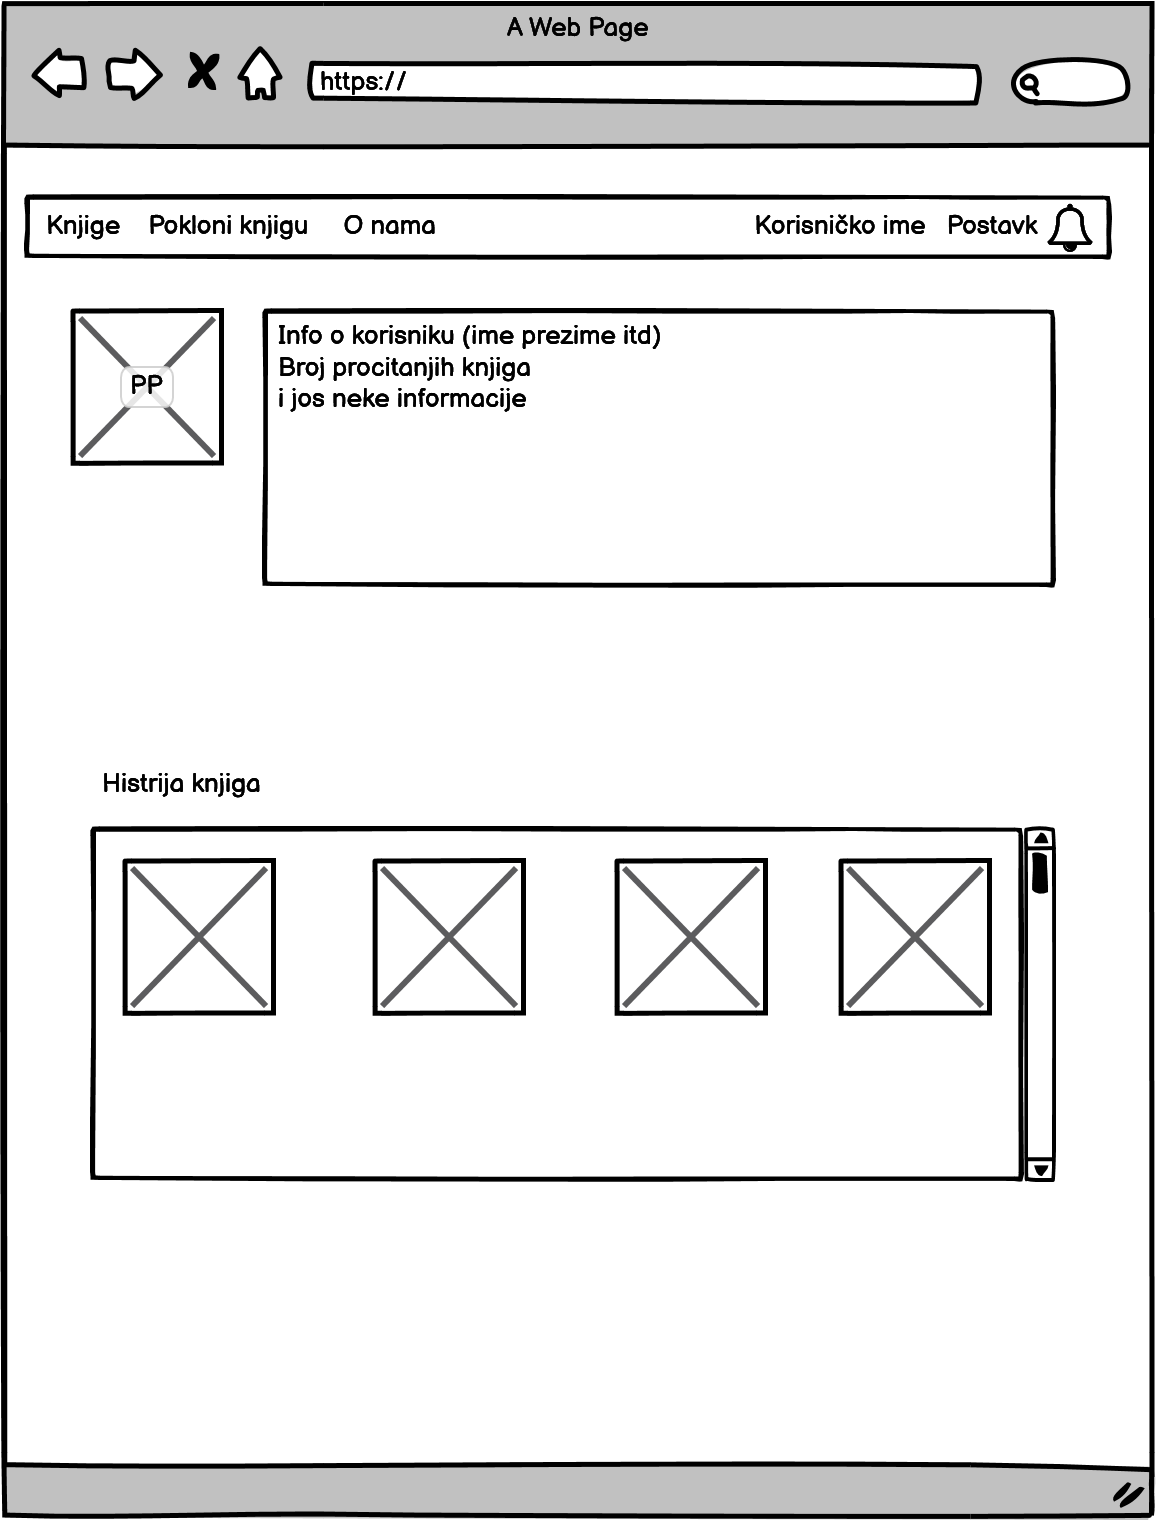 A Web Page
https://
Knjige Pokloni knjigu O nama Korisničko ime Postavk
Info o korisniku (ime prezime itd)
Broj procitanjih knjiga
i jos neke informacije
PP
Histrija knjiga